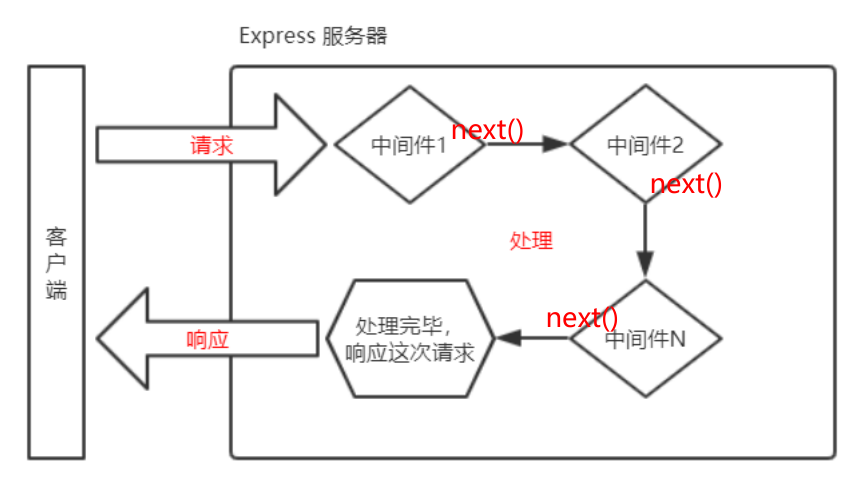 Express 服务器
客户端
请求
中间件1
next()
中间件2
next()
处理
next()
中间件N
处理完毕，
响应这次请求
响应